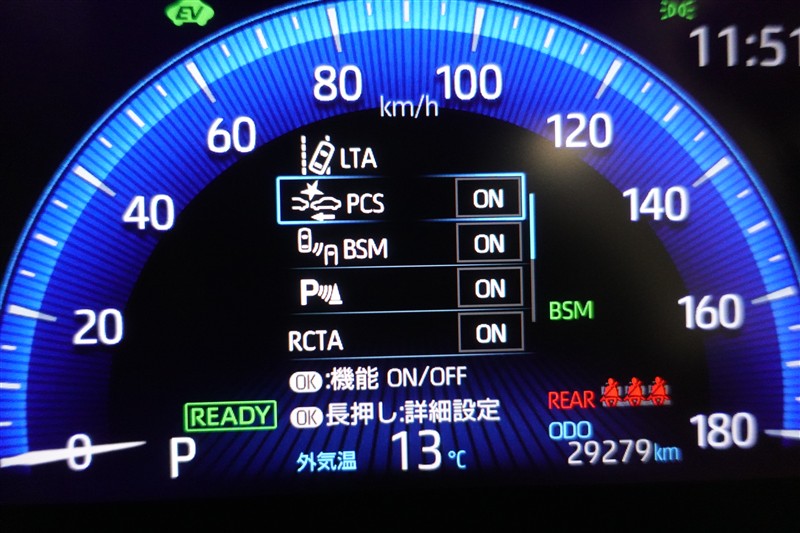 EV
11:51
80
100
km/h
60
120
LTA
40
PCS ON
140
BSM ON
P ON
20
BSM
160
RCTA ON
OK:機能 ON/OFF
REAR
READY
OK長押し:詳細設定
ODO
180
0
P
外気温 13℃
29279km